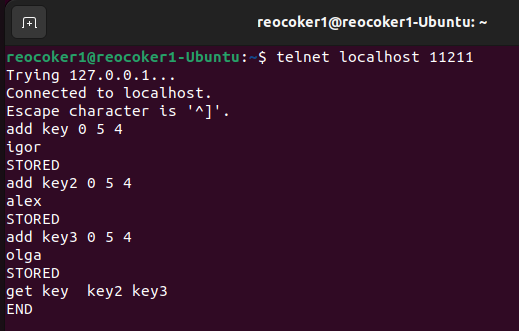 reocoker1@reocoker1-Ubuntu: ~
reocoker1@reocoker1-Ubuntu:~$ telnet localhost 11211
Trying 127.0.0.1...
Connected to localhost.
Escape character is '^]'.
add key 0 5 4
igor
STORED
add key2 0 5 4
alex
STORED
add key3 0 5 4
olga
STORED
get key  key2 key3
END